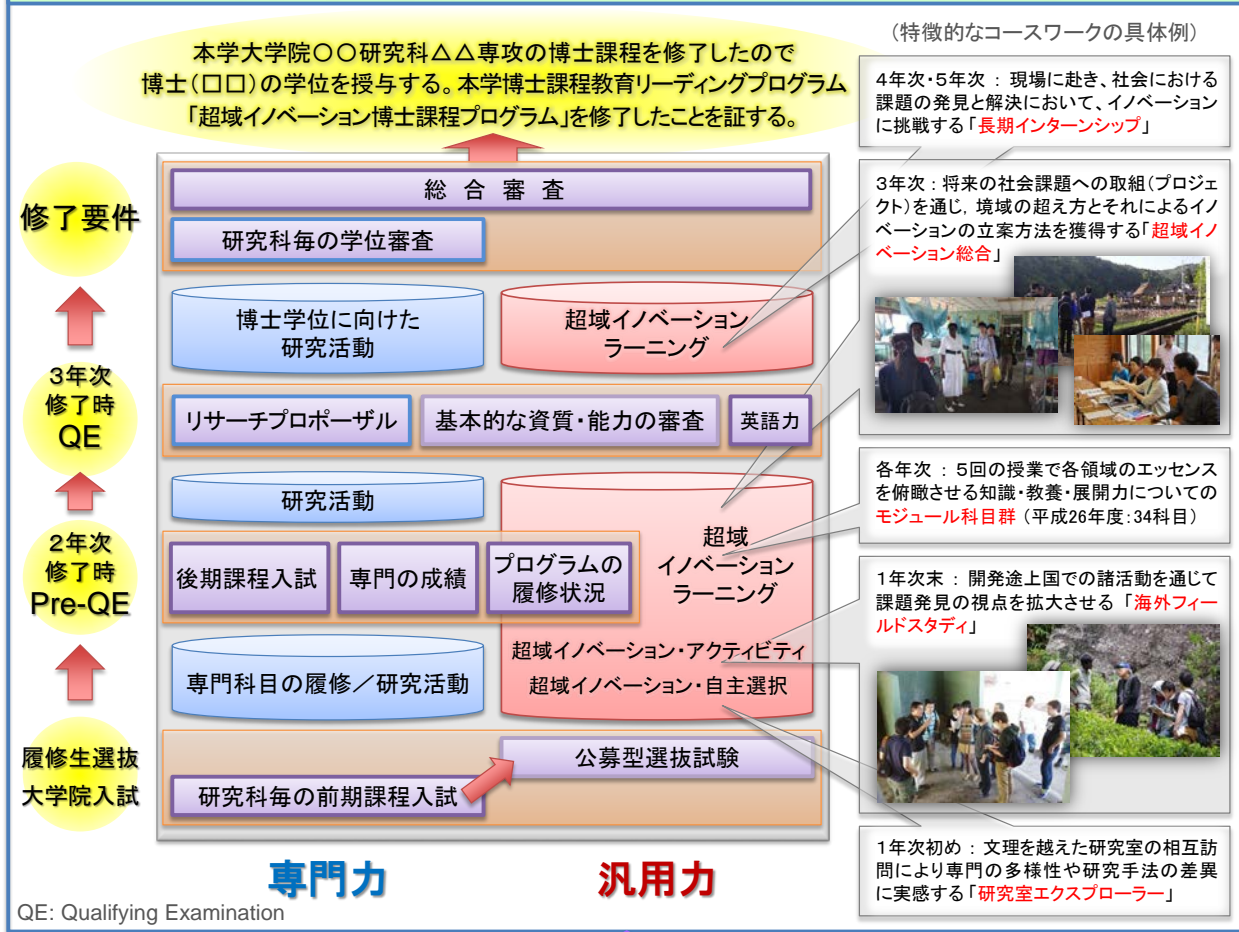 (特徴的なコースワークの具体例)
本学大学院〇〇研究科△△専攻の博士課程を修了したので
博士(□□)の学位を授与する。本学博士課程教育リーディングプログラム
「超域イノベーション博士課程プログラム」を修了したことを証する。
修了要件
総合審査
研究科毎の学位審査
博士学位に向けた
研究活動
超域イノベーション
ラーニング
3年次
修了時
QE
リサーチプロポーザル
基本的な資質・能力の審査
英語力
研究活動
超域
イノベーション
ラーニング
2年次
修了時
Pre-QE
後期課程入試
専門の成績
プログラムの
履修状況
専門科目の履修/研究活動
超域イノベーション・アクティビティ
超域イノベーション・自主選択
履修生選抜
大学院入試
公募型選抜試験
研究科毎の前期課程入試
専門力
汎用力
QE: Qualifying Examination
4年次・5年次 : 現場に赴き、社会における
課題の発見と解決において、イノベーション
に挑戦する「長期インターンシップ」
3年次 : 将来の社会課題への取組(プロジェ
クト)を通じ, 境域の超え方とそれによるイノ
ベーションの立案方法を獲得する「超域イノ
ベーション総合」
各年次 : 5回の授業で各領域のエッセンス
を俯瞰させる知識・教養・展開力についての
モジュール科目群 (平成26年度:34科目)
1年次末 : 開発途上国での諸活動を通じて
課題発見の視点を拡大させる 「海外フィー
ルドスタディ」
1年次初め : 文理を越えた研究室の相互訪
問により専門の多様性や研究手法の差異
に実感する「研究室エクスプローラー」